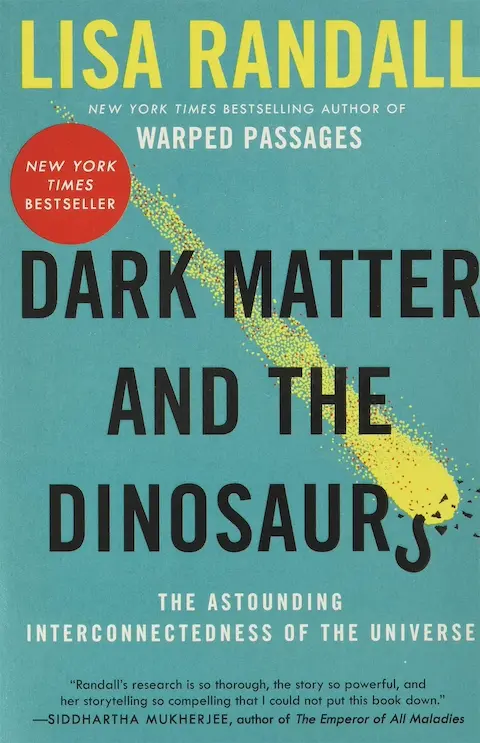 LISA RANDALL
NEW YORK TIMES BESTSELLING AUTHOR OF
WARPED PASSAGES
NEW YORK
TIMES
BESTSELLER
DARK MATTER
AND THE
DINOSAURS
THE ASTOUNDING
INTERCONNECTEDNESS OF THE UNIVERSE
"Randall's research is so thorough, the story so powerful, and
her storytelling so compelling that I could not put this book down."
—SIDDHARTHA MUKHERJEE, author of The Emperor of All Maladies